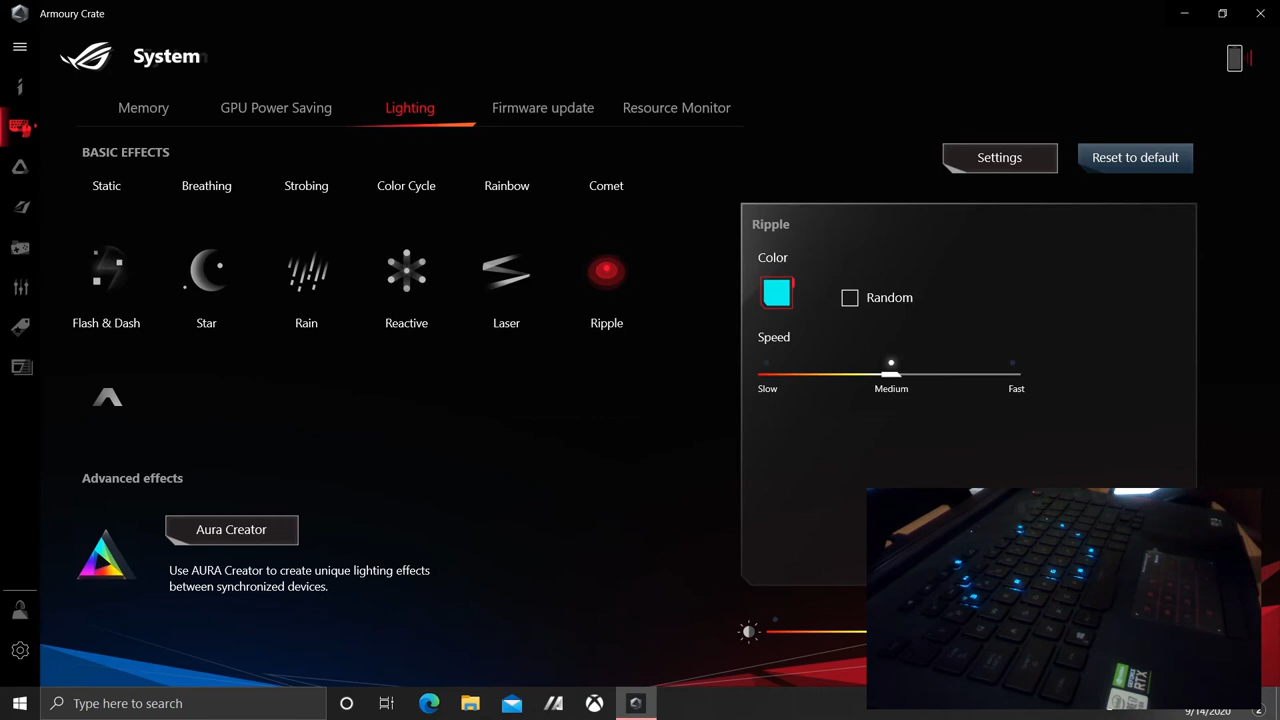 Armoury Crate
System
Memory
GPU Power Saving
Lighting
Firmware update
Resource Monitor
BASIC EFFECTS
Settings
Reset to default
Static
Breathing
Strobing
Color Cycle
Rainbow
Comet
Flash & Dash
Star
Rain
Reactive
Laser
Ripple
Ripple
Color
Random
Speed
Slow
Medium
Fast
Advanced effects
Aura Creator
Use AURA Creator to create unique lighting effects
between synchronized devices.
RTX
Type here to search
9/14/2020
2